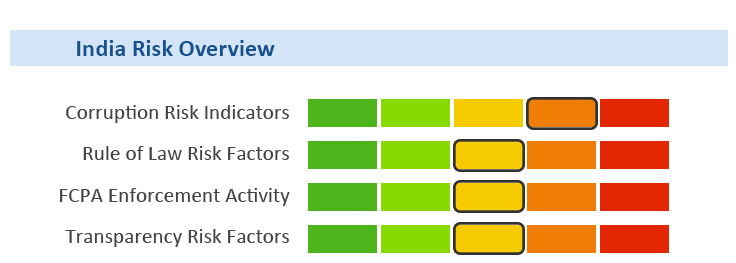 India Risk Overview
Corruption Risk Indicators
Rule of Law Risk Factors
FCPA Enforcement Activity
Transparency Risk Factors